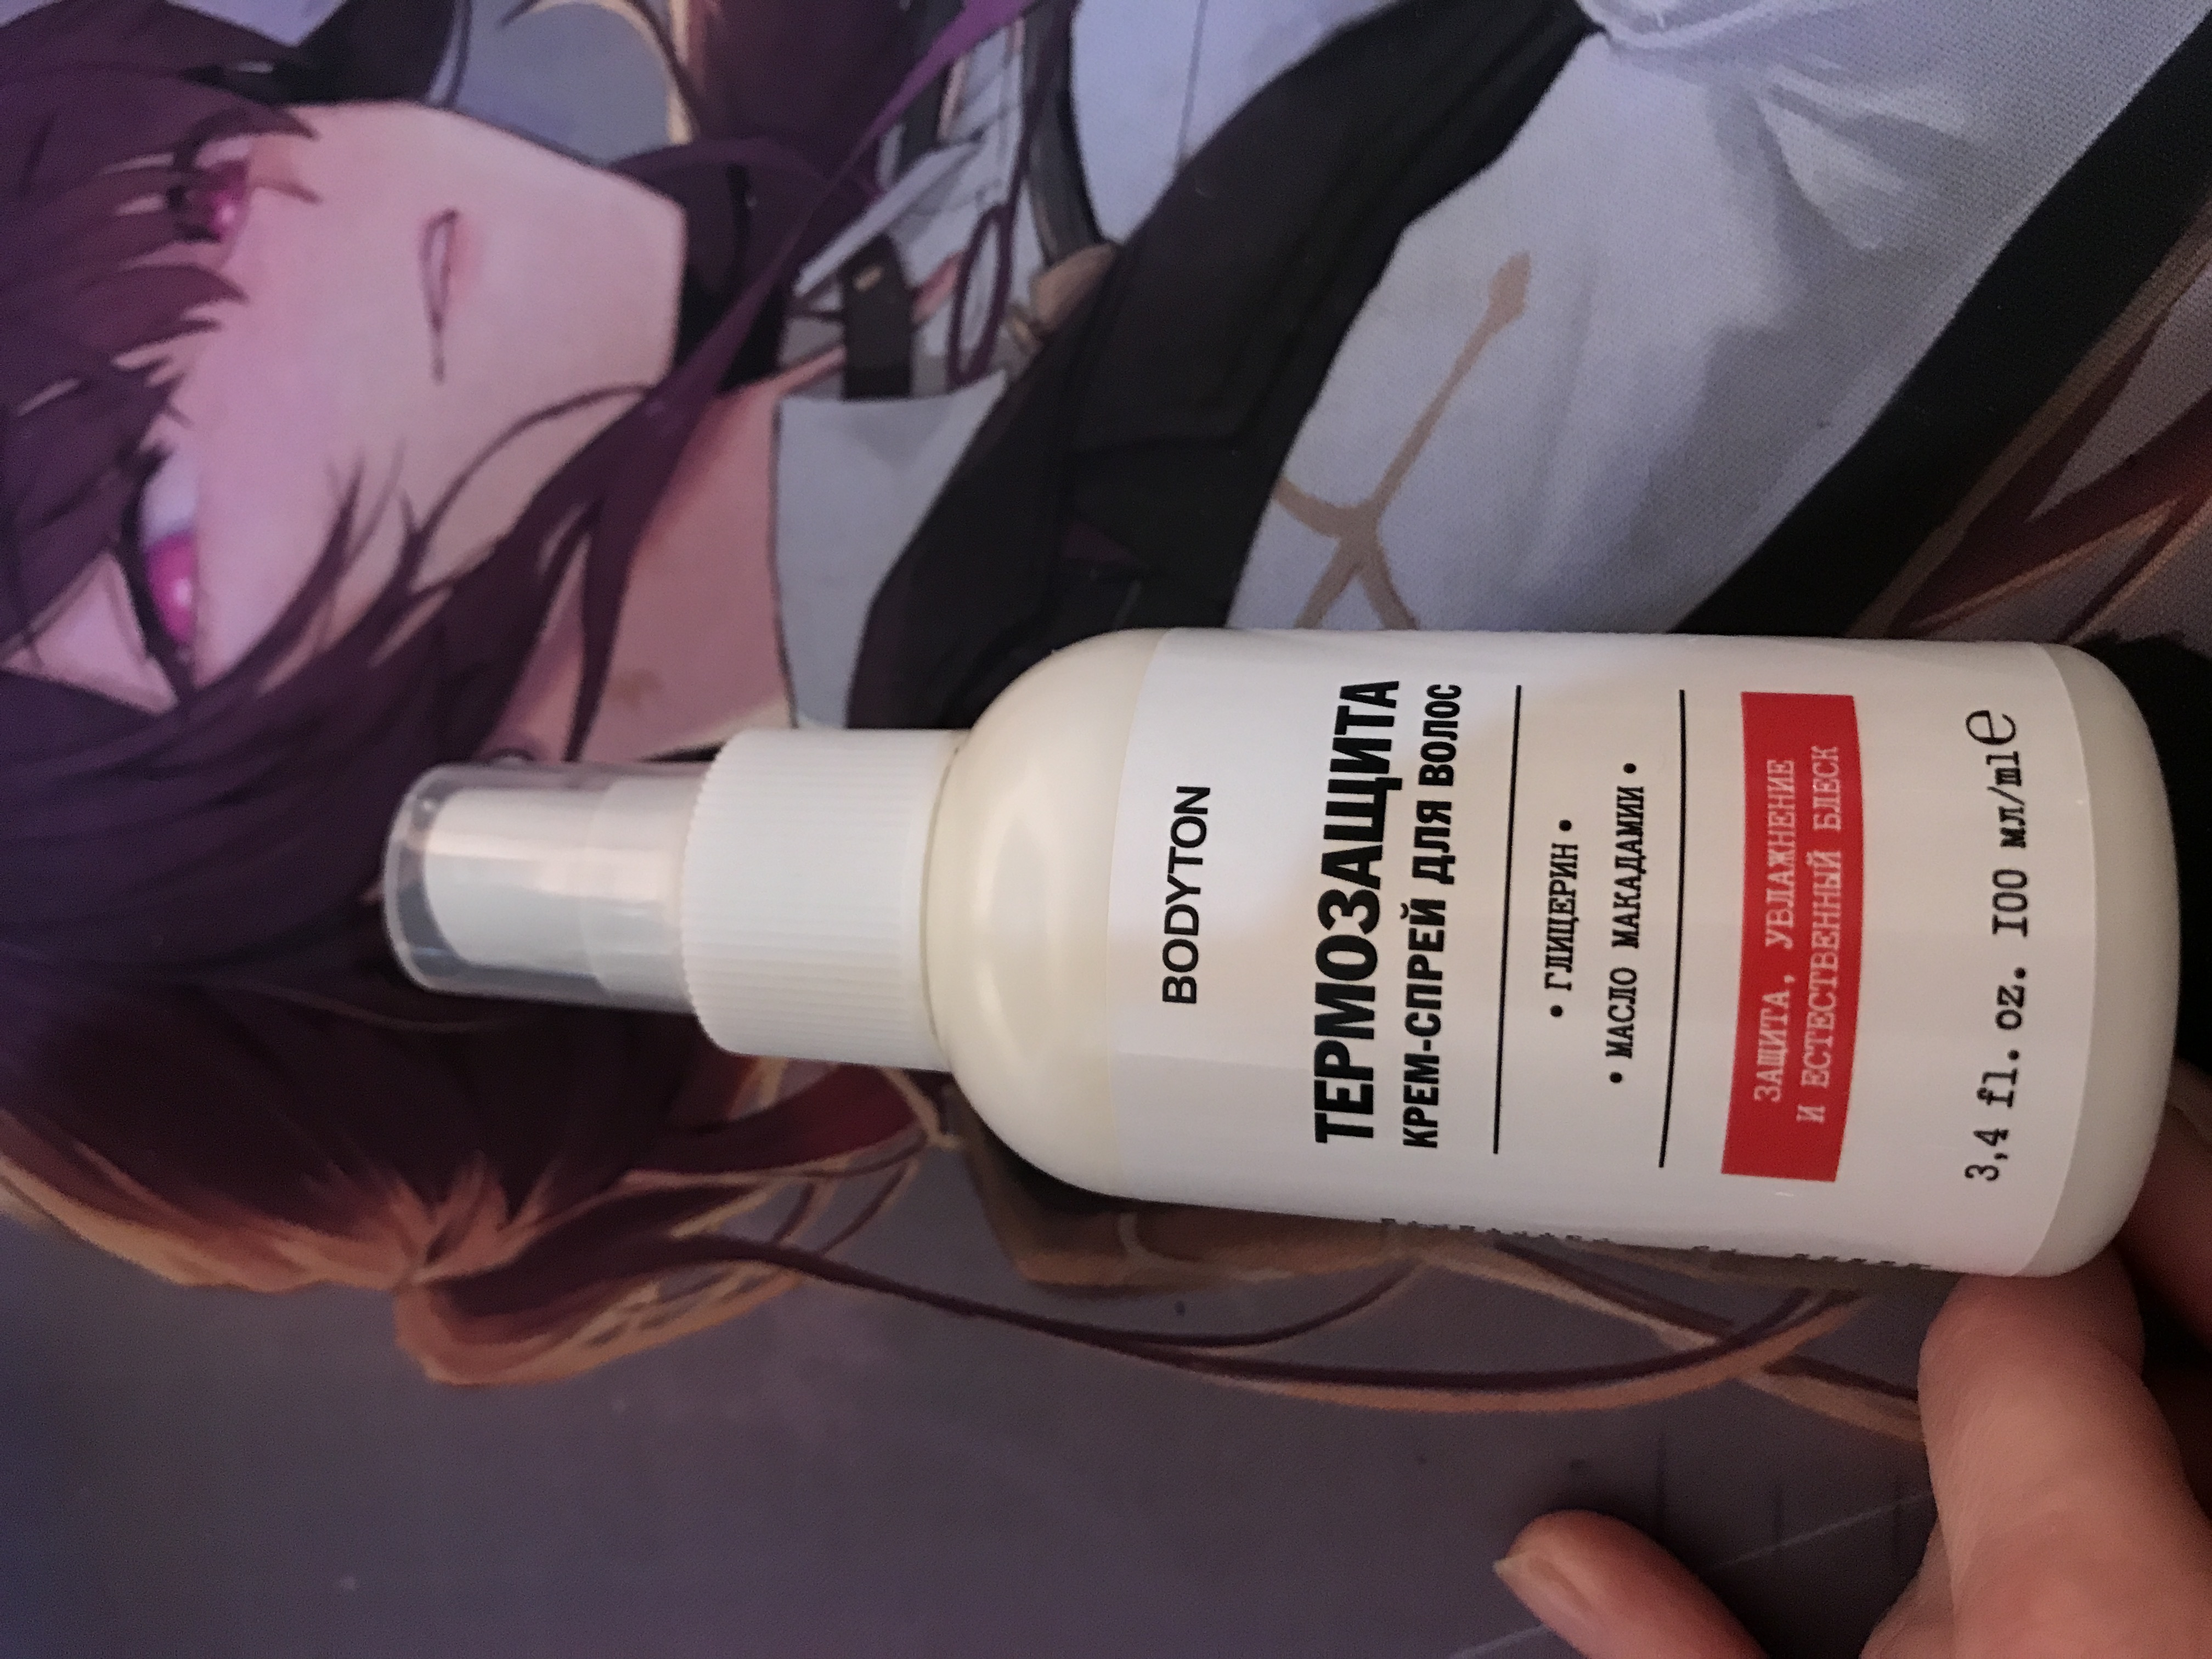 BODYTON
ТЕРМОЗАЩИТА
КРЕМ-СПРЕЙ ДЛЯ ВОЛОС
• ГЛИЦЕРИН •
• МАСЛО МАКАДАМИИ •
ЗАЩИТА, УВЛАЖНЕНИЕ
И ЕСТЕСТВЕННЫЙ БЛЕСК
3,4 fl. oz. 100 мл/ml ℮